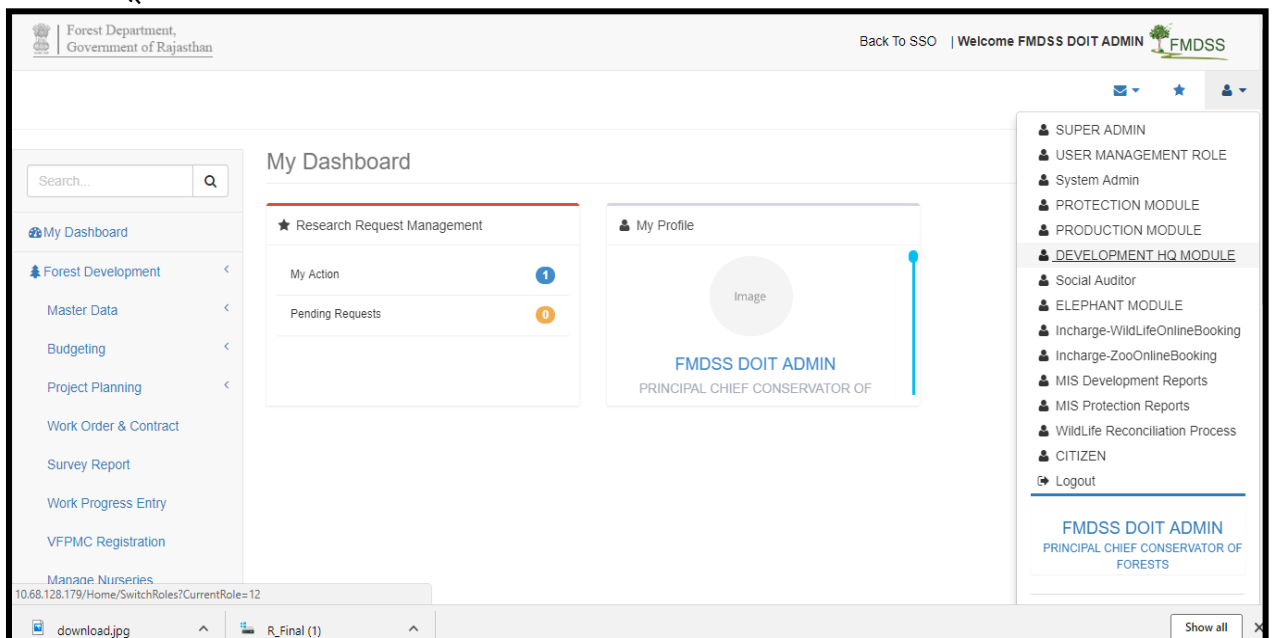 Forest Department,
Government of Rajasthan
Back To SSO | Welcome FMDSS DOIT ADMIN
FMDSS
Search...
My Dashboard
Forest Development
Master Data
Budgeting
Project Planning
Work Order & Contract
Survey Report
Work Progress Entry
VFPMC Registration
Manage Nurseries
My Dashboard
Research Request Management
My Action 1
Pending Requests 0
My Profile
Image
FMDSS DOIT ADMIN
PRINCIPAL CHIEF CONSERVATOR OF
SUPER ADMIN
USER MANAGEMENT ROLE
System Admin
PROTECTION MODULE
PRODUCTION MODULE
DEVELOPMENT HQ MODULE
Social Auditor
ELEPHANT MODULE
Incharge-WildLifeOnlineBooking
Incharge-ZooOnlineBooking
MIS Development Reports
MIS Protection Reports
WildLife Reconciliation Process
CITIZEN
Logout
FMDSS DOIT ADMIN
PRINCIPAL CHIEF CONSERVATOR OF
FORESTS
10.68.128.179/Home/SwitchRoles?CurrentRole=12
download.jpg
R_Final (1)
Show all